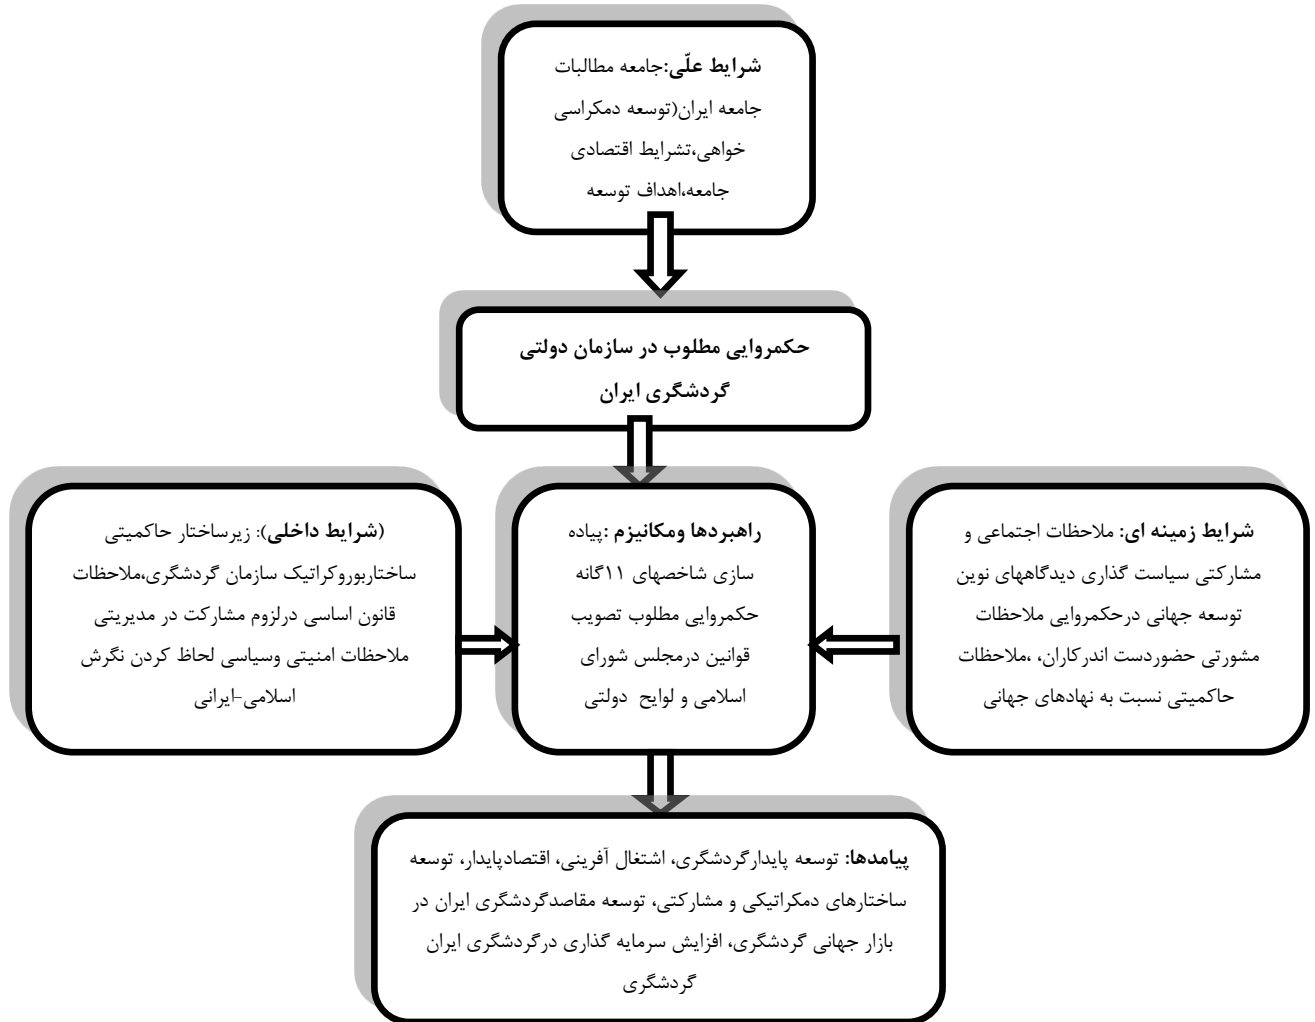 شرایط علّی:جامعه مطالبات
جامعه ایران(توسعه دمکراسی
خواهی،تشرایط اقتصادی
جامعه،اهداف توسعه
حکمروایی مطلوب در سازمان دولتی
گردشگری ایران
شرایط زمینه ای: ملاحظات اجتماعی و
مشارکتی سیاست گذاری دیدگاههای نوین
توسعه جهانی درحکمروایی ملاحظات
مشورتی حضوردست اندرکاران، ،ملاحظات
حاکمیتی نسبت به نهادهای جهانی
راهبردها ومکانیزم :پیاده
سازی شاخصهای ۱۱گانه
حکمروایی مطلوب تصویب
قوانین درمجلس شورای
اسلامی و لوایح دولتی
(شرایط داخلی): زیرساختار حاکمیتی
ساختاربوروکراتیک سازمان گردشگری،ملاحظات
قانون اساسی درلزوم مشارکت در مدیریتی
ملاحظات امنیتی وسیاسی لحاظ کردن نگرش
اسلامی-ایرانی
پیامدها: توسعه پایدارگردشگری، اشتغال آفرینی، اقتصادپایدار، توسعه
ساختارهای دمکراتیکی و مشارکتی، توسعه مقاصدگردشگری ایران در
بازار جهانی گردشگری، افزایش سرمایه گذاری درگردشگری ایران
گردشگری